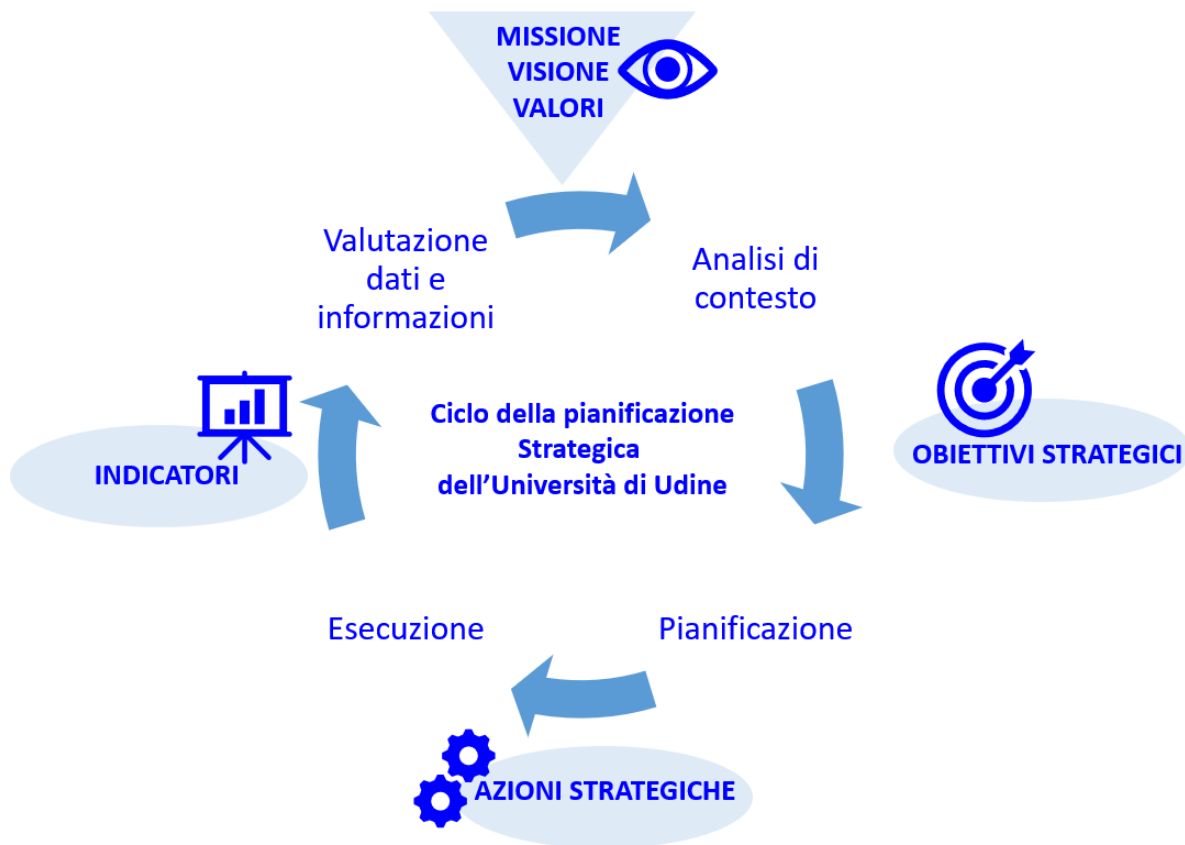 MISSIONE
VISIONE
VALORI
Valutazione
dati e
informazioni
Analisi di
contesto
Ciclo della pianificazione
Strategica
dell’Università di Udine
OBIETTIVI STRATEGICI
INDICATORI
Esecuzione
Pianificazione
AZIONI STRATEGICHE